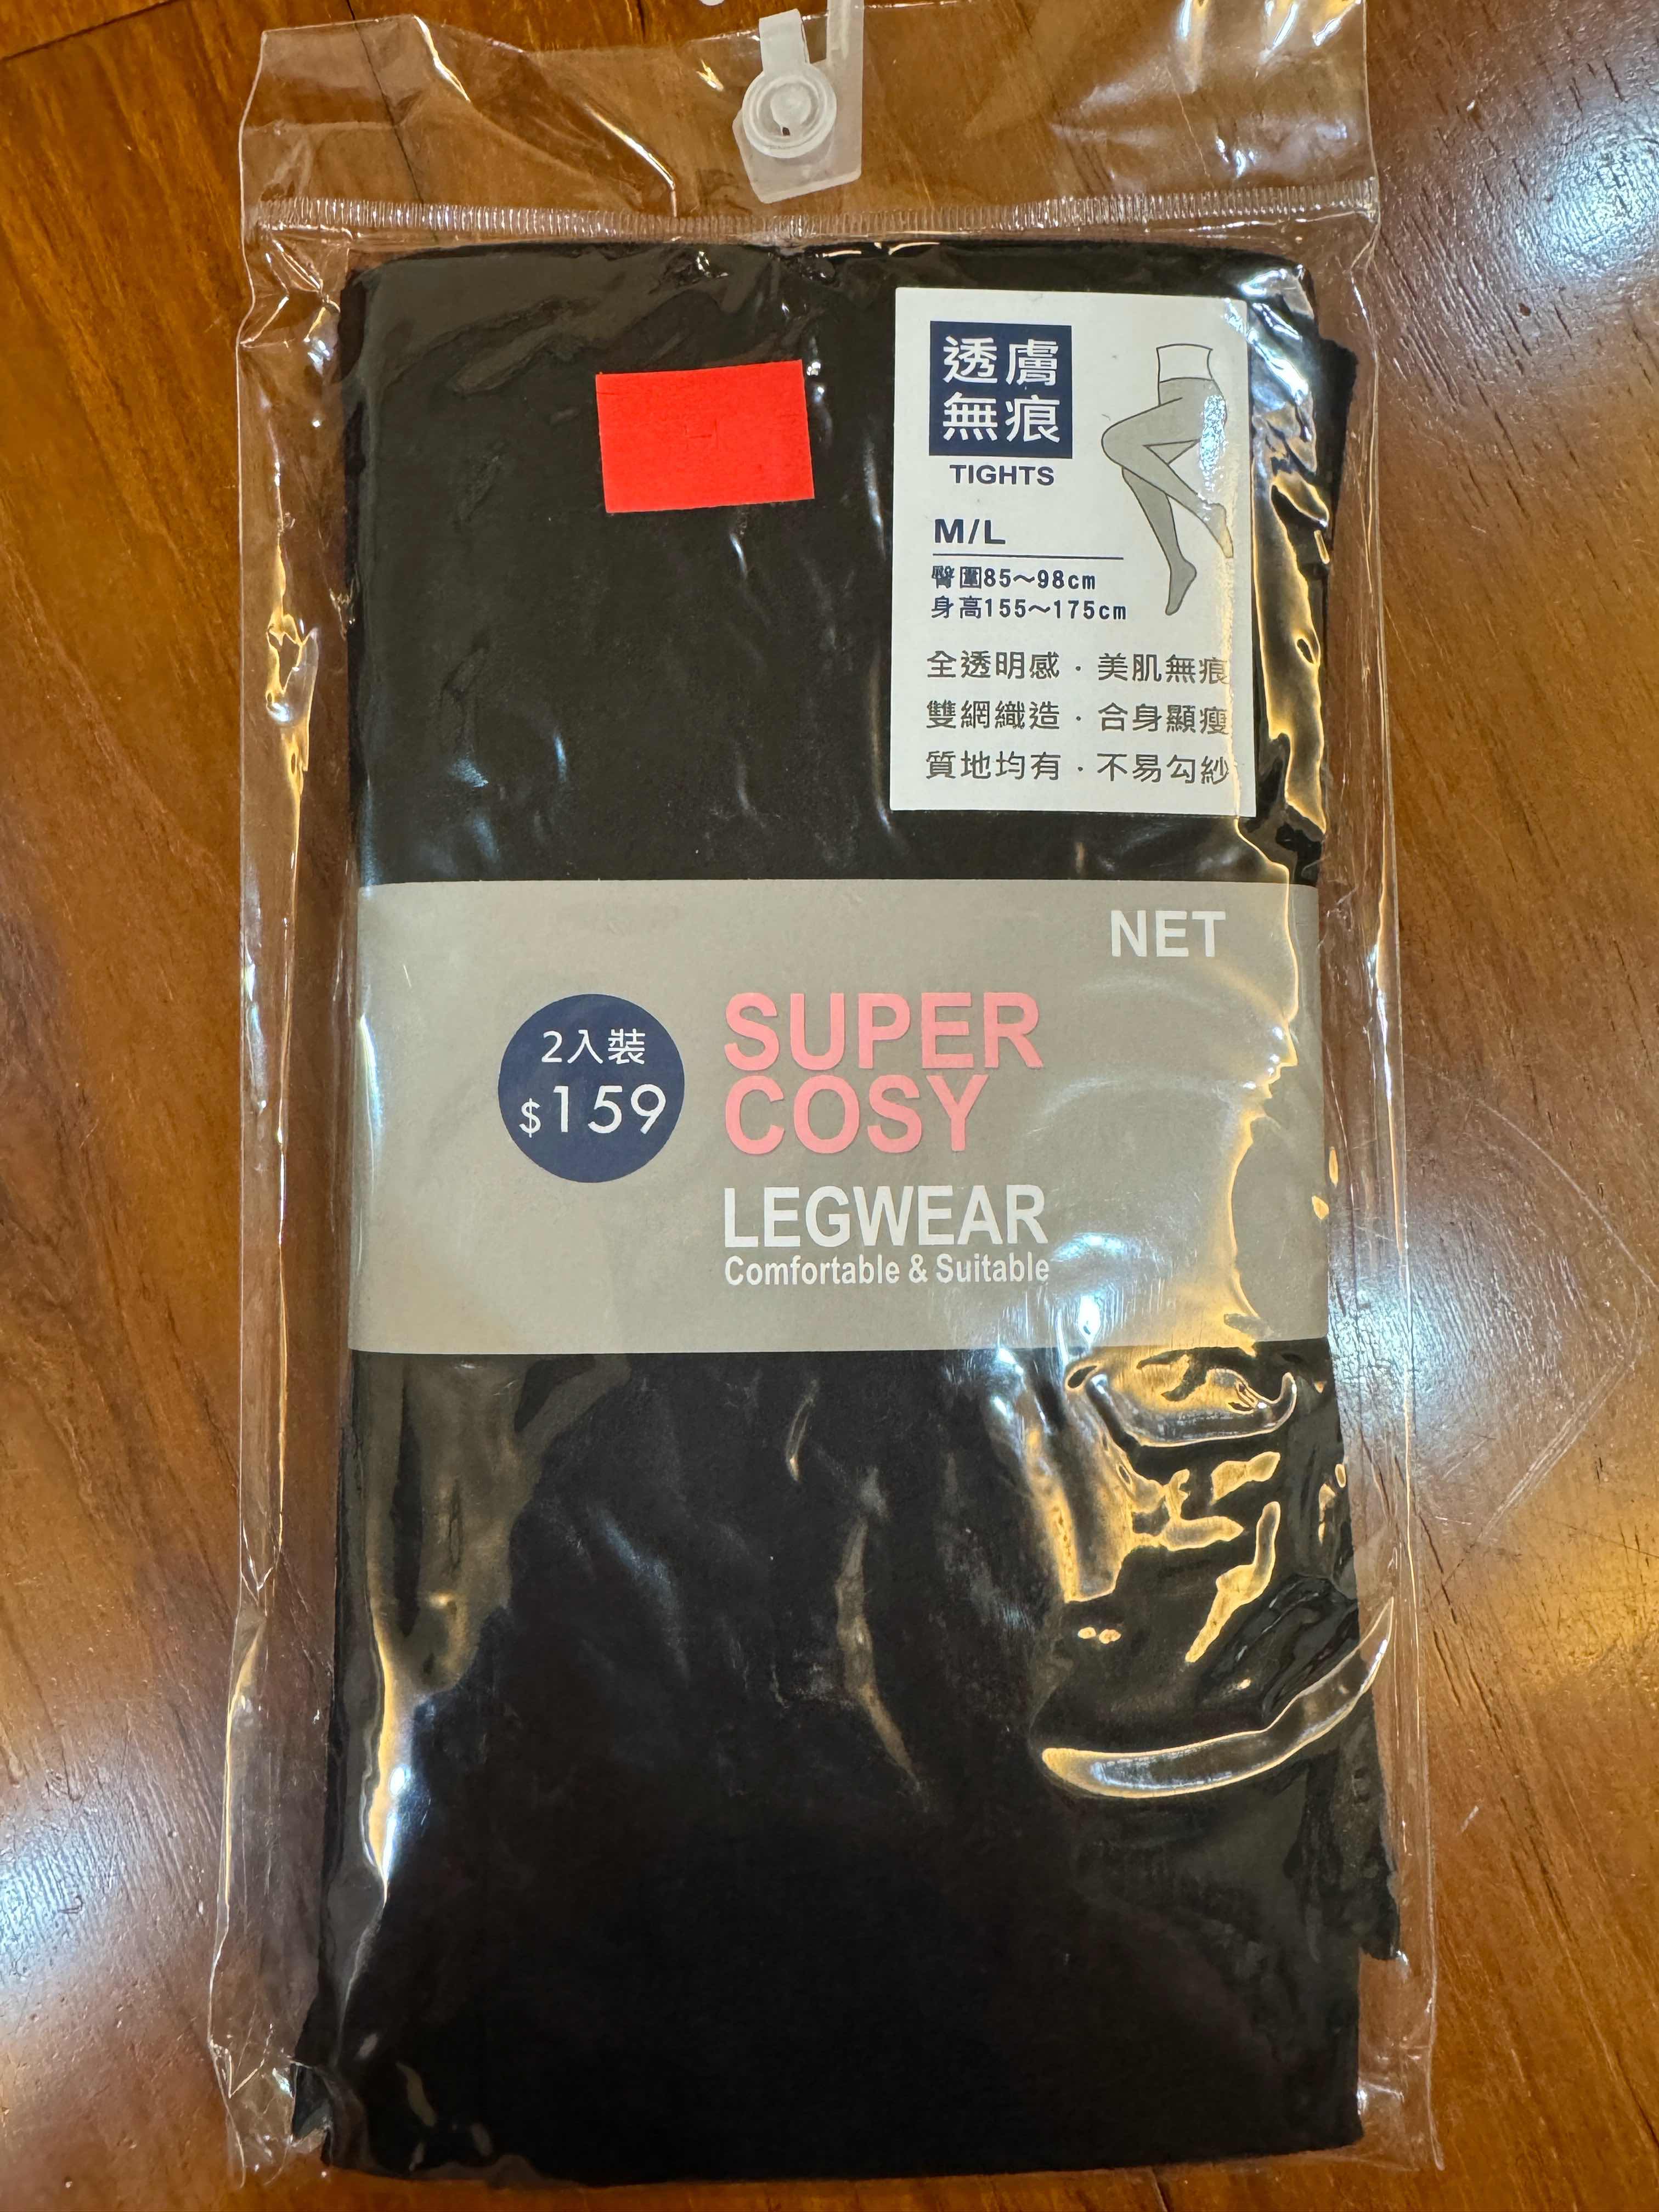 透膚
無痕
TIGHTS
M/L
臀圍85～98cm
身高155～175cm
全透明感·美肌無痕
雙網織造·合身顯瘦
質地均有·不易勾紗
NET
2入裝
$159
SUPER
COSY
LEGWEAR
Comfortable & Suitable